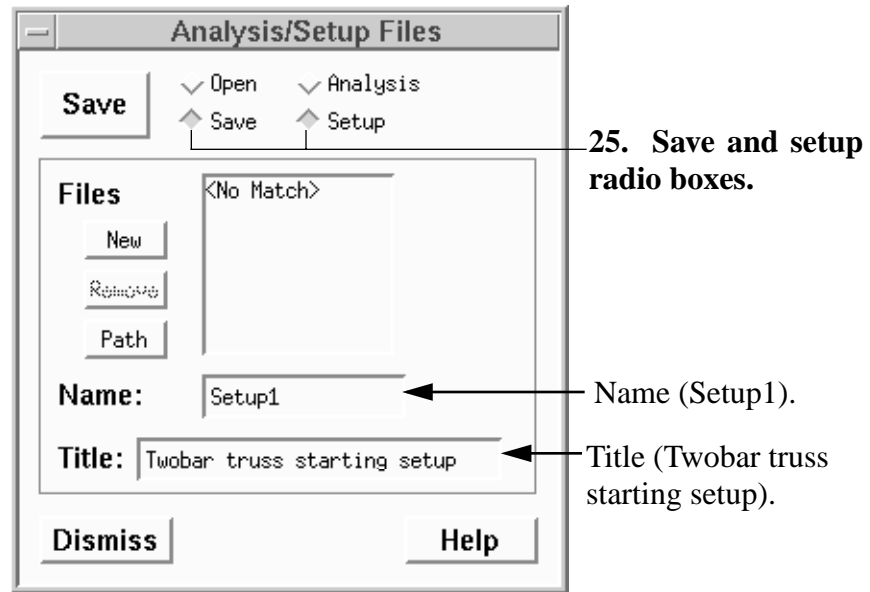 Analysis/Setup Files
Save
Open
Analysis
Save
Setup
25. Save and setup
radio boxes.
Files
<No Match>
New
Remove
Path
Name:
Setup1
Name (Setup1).
Title:
Twobar truss starting setup
Title (Twobar truss
starting setup).
Dismiss
Help